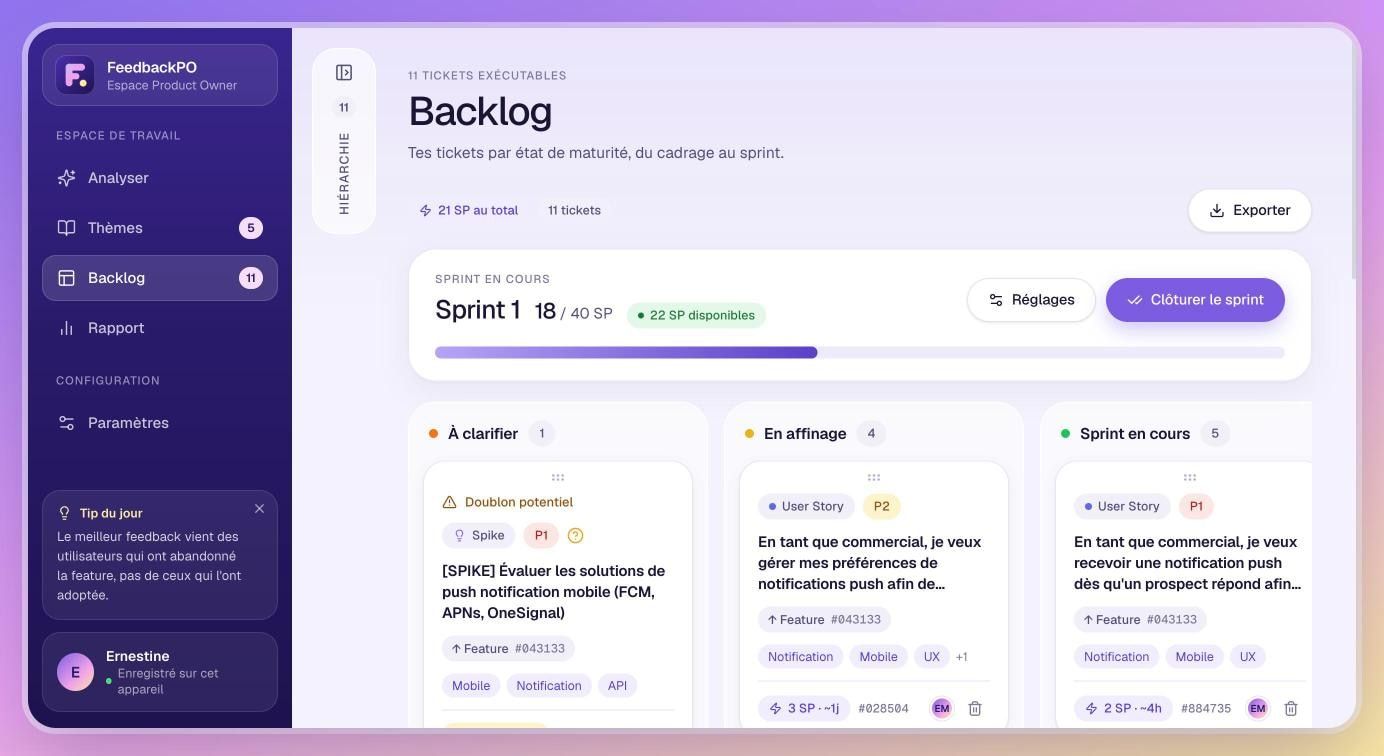 FeedbackPO
Espace Product Owner
ESPACE DE TRAVAIL
Analyser
Thèmes 5
Backlog 11
Rapport
CONFIGURATION
Paramètres
Tip du jour
Le meilleur feedback vient des
utilisateurs qui ont abandonné
la feature, pas de ceux qui l'ont
adoptée.
E
Ernestine
Enregistré sur cet
appareil
11
HIÉRARCHIE
11 TICKETS EXÉCUTABLES
Backlog
Tes tickets par état de maturité, du cadrage au sprint.
21 SP au total 11 tickets
Exporter
SPRINT EN COURS
Sprint 1 18 / 40 SP 22 SP disponibles
Réglages
Clôturer le sprint
À clarifier 1
Doublon potentiel
Spike P1
[SPIKE] Évaluer les solutions de
push notification mobile (FCM,
APNs, OneSignal)
↑ Feature #043133
Mobile Notification API
En affinage 4
User Story P2
En tant que commercial, je veux
gérer mes préférences de
notifications push afin de...
↑ Feature #043133
Notification Mobile UX +1
3 SP · ~1j #028504 EM
Sprint en cours 5
User Story P1
En tant que commercial, je veux
recevoir une notification push
dès qu'un prospect répond afin...
↑ Feature #043133
Notification Mobile UX
2 SP · ~4h #884735 EM